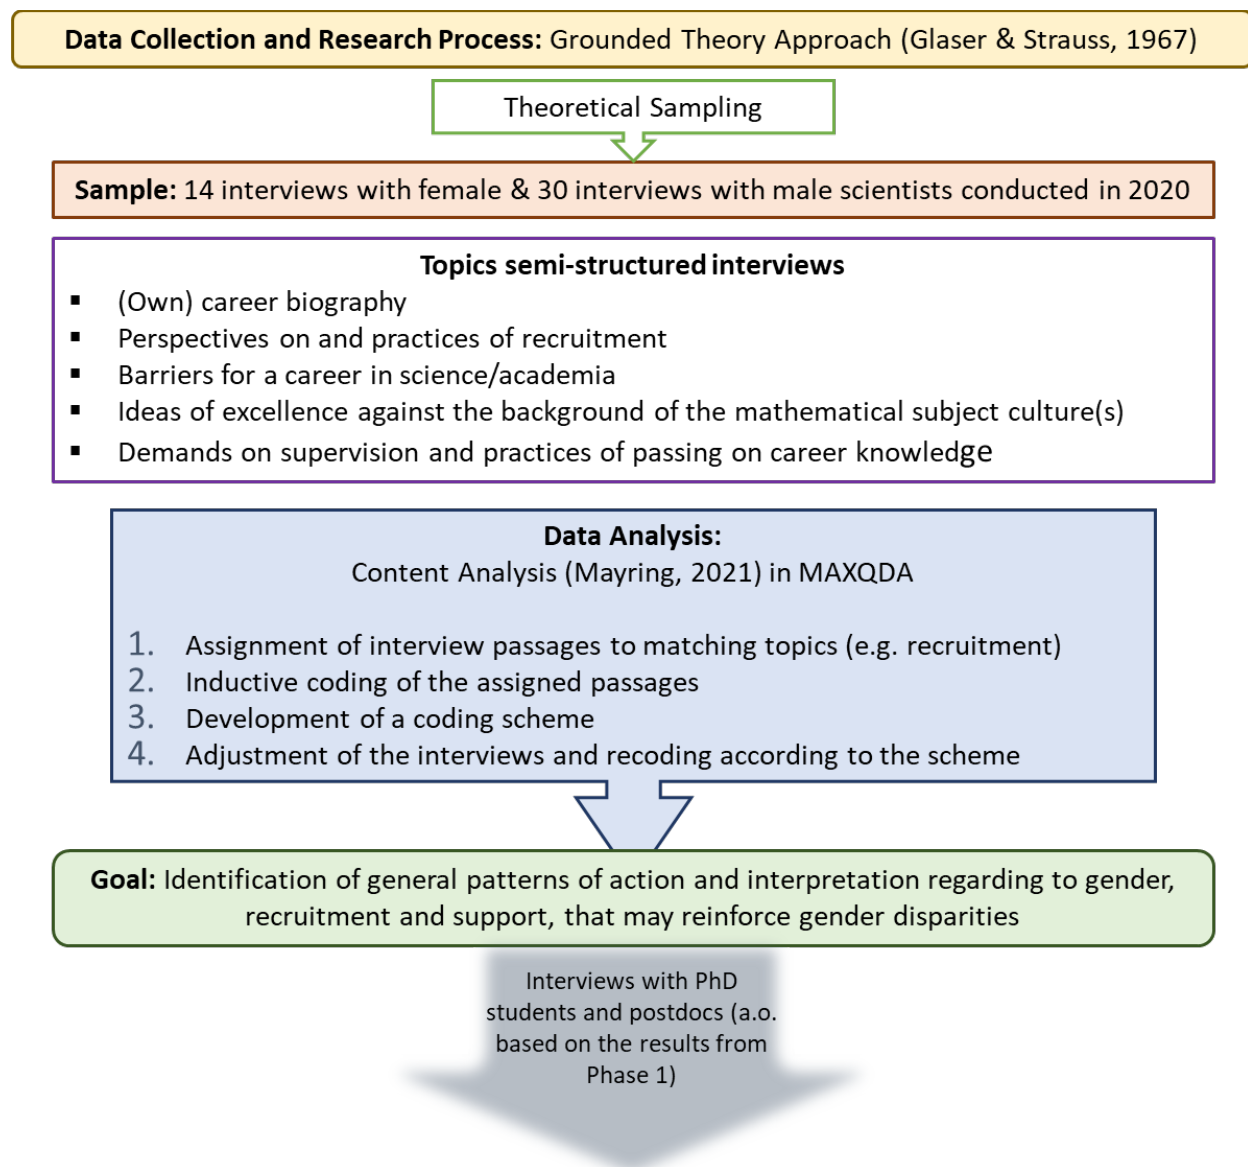 Data Collection and Research Process: Grounded Theory Approach (Glaser & Strauss, 1967)
Theoretical Sampling
Sample: 14 interviews with female & 30 interviews with male scientists conducted in 2020
Topics semi-structured interviews
▪ (Own) career biography
▪ Perspectives on and practices of recruitment
▪ Barriers for a career in science/academia
▪ Ideas of excellence against the background of the mathematical subject culture(s)
▪ Demands on supervision and practices of passing on career knowledge
Data Analysis:
Content Analysis (Mayring, 2021) in MAXQDA
1. Assignment of interview passages to matching topics (e.g. recruitment)
2. Inductive coding of the assigned passages
3. Development of a coding scheme
4. Adjustment of the interviews and recoding according to the scheme
Goal: Identification of general patterns of action and interpretation regarding to gender,
recruitment and support, that may reinforce gender disparities
Interviews with PhD
students and postdocs (a.o.
based on the results from
Phase 1)